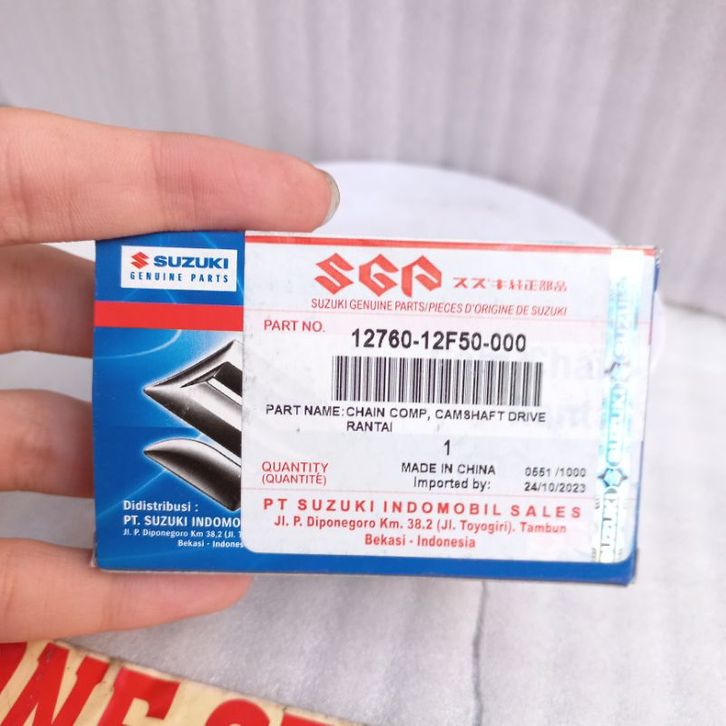 SUZUKI
GENUINE PARTS
SGP スズキ純正部品
SUZUKI GENUINE PARTS/PIECES D'ORIGINE DE SUZUKI
PART NO. 12760-12F50-000
PART NAME: CHAIN COMP, CAMSHAFT DRIVE
RANTAI
1
QUANTITY MADE IN CHINA 0551 /1000
(QUANTITÉ) Imported by: 24/10/2023
PT SUZUKI INDOMOBIL SALES
Jl. P. Diponegoro Km. 38.2 (Jl. Toyogiri). Tambun
Bekasi - Indonesia
Didistribusi :
PT. SUZUKI INDOMO
Jl. P. Diponegoro Km 38,2 (Jl. T
Bekasi - Indones
SUZUKI
SUZUKI
SUZUKI